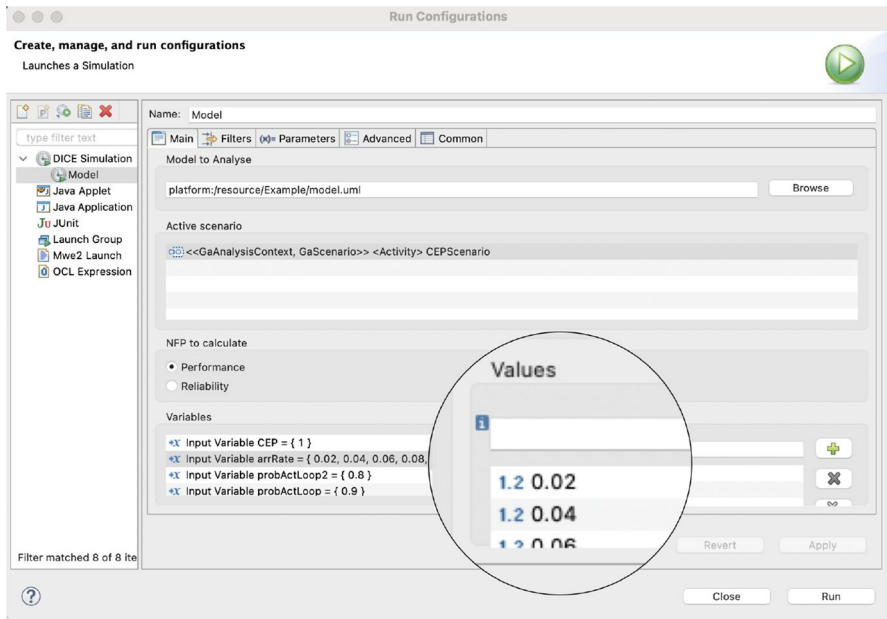 Run Configurations
Create, manage, and run configurations
Launches a Simulation
Name: Model
type filter text
DICE Simulation
Model
Java Applet
Java Application
Ju JUnit
Launch Group
Mwe2 Launch
OCL Expression
Filter matched 8 of 8 ite
Main Filters (x)= Parameters Advanced Common
Model to Analyse
platform:/resource/Example/model.uml Browse
Active scenario
<<GaAnalysisContext, GaScenario>> <Activity> CEPScenario
NFP to calculate
Performance
Reliability
Variables
Input Variable CEP = { 1 }
Input Variable arrRate = { 0.02, 0.04, 0.06, 0.08,
Input Variable probActLoop2 = { 0.8 }
Input Variable probActLoop = { 0.9 }
Values
1.2 0.02
1.2 0.04
1.2 0.06
Revert Apply
Close Run